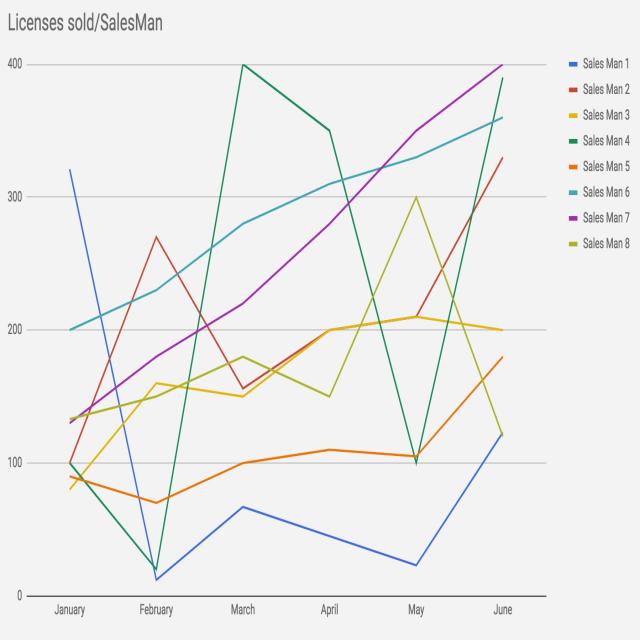 Licenses sold/SalesMan
400
300
200
100
0
January February March April May June
Sales Man 1
Sales Man 2
Sales Man 3
Sales Man 4
Sales Man 5
Sales Man 6
Sales Man 7
Sales Man 8